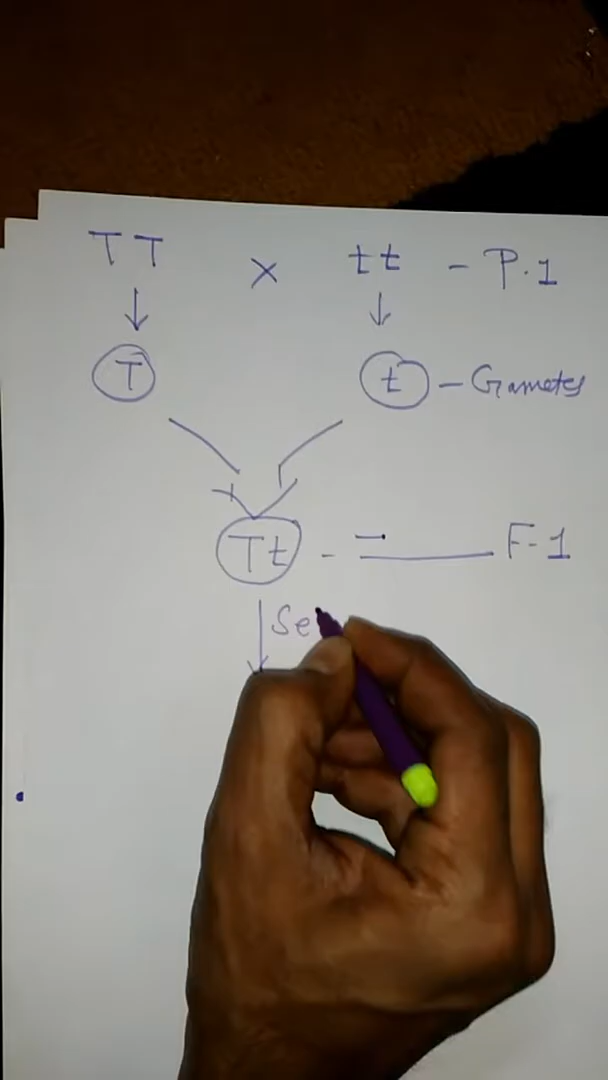 TT × tt – P.1
T t – Gametes
Tt – – F-1
Se